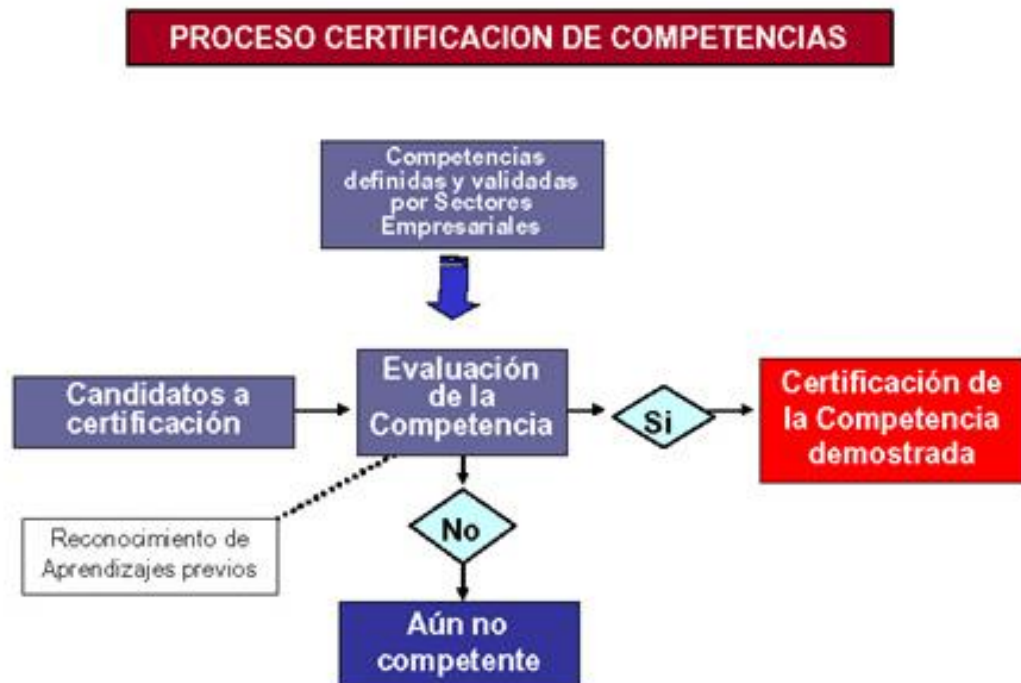 PROCESO CERTIFICACION DE COMPETENCIAS
Competencias
definidas y validadas
por Sectores
Empresariales
Candidatos a
certificación
Evaluación
de la
Competencia
Si
Certificación de
la Competencia
demostrada
Reconocimiento de
Aprendizajes previos
No
Aún no
competente